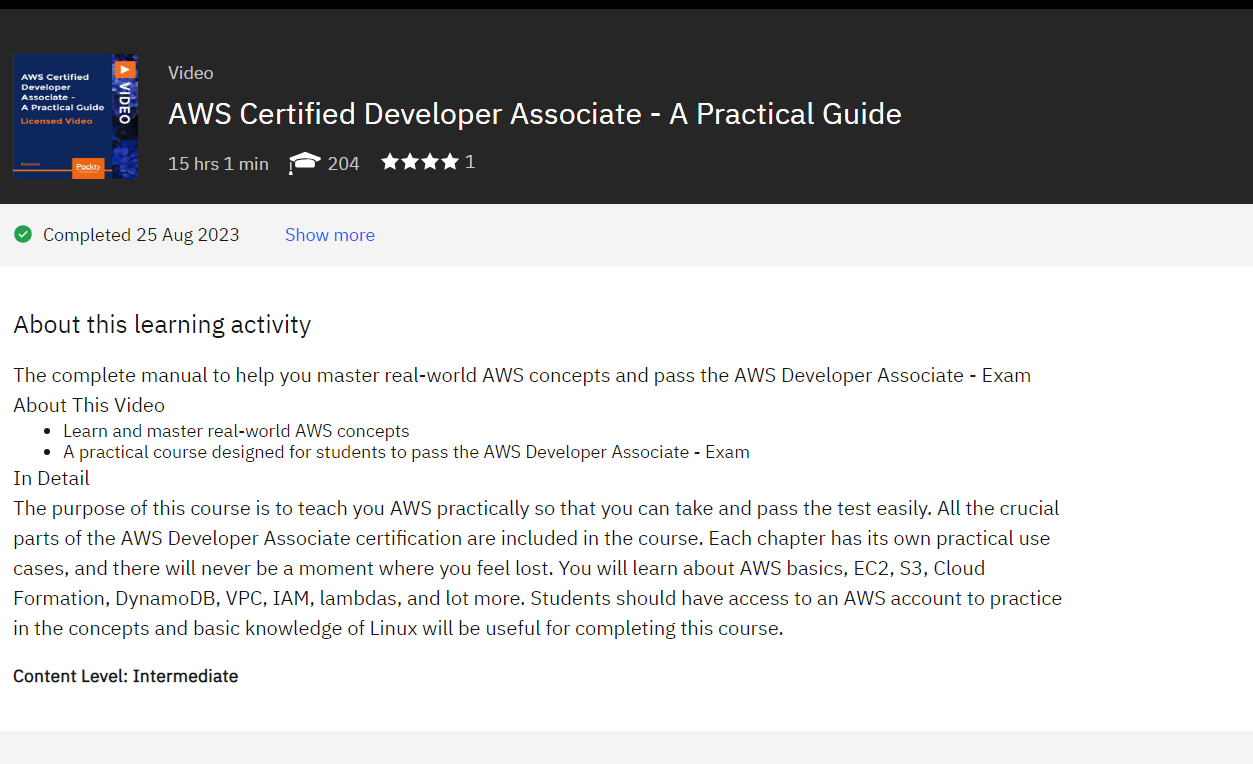 AWS Certified
Developer
Associate -
A Practical Guide
Licensed Video
VIDEO
Packt
Video
AWS Certified Developer Associate - A Practical Guide
15 hrs 1 min 204 1
Completed 25 Aug 2023 Show more
About this learning activity
The complete manual to help you master real-world AWS concepts and pass the AWS Developer Associate - Exam
About This Video
• Learn and master real-world AWS concepts
• A practical course designed for students to pass the AWS Developer Associate - Exam
In Detail
The purpose of this course is to teach you AWS practically so that you can take and pass the test easily. All the crucial
parts of the AWS Developer Associate certification are included in the course. Each chapter has its own practical use
cases, and there will never be a moment where you feel lost. You will learn about AWS basics, EC2, S3, Cloud
Formation, DynamoDB, VPC, IAM, lambdas, and lot more. Students should have access to an AWS account to practice
in the concepts and basic knowledge of Linux will be useful for completing this course.
Content Level: Intermediate